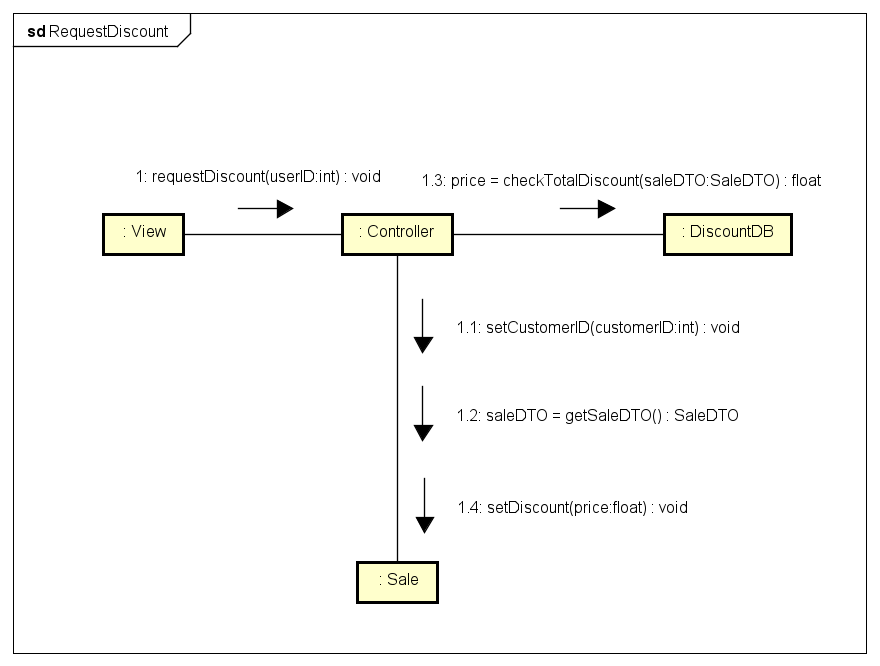 sd RequestDiscount
1: requestDiscount(userID:int) : void
1.3: price = checkTotalDiscount(saleDTO:SaleDTO) : float
: View
: Controller
: DiscountDB
1.1: setCustomerID(customerID:int) : void
1.2: saleDTO = getSaleDTO() : SaleDTO
1.4: setDiscount(price:float) : void
: Sale